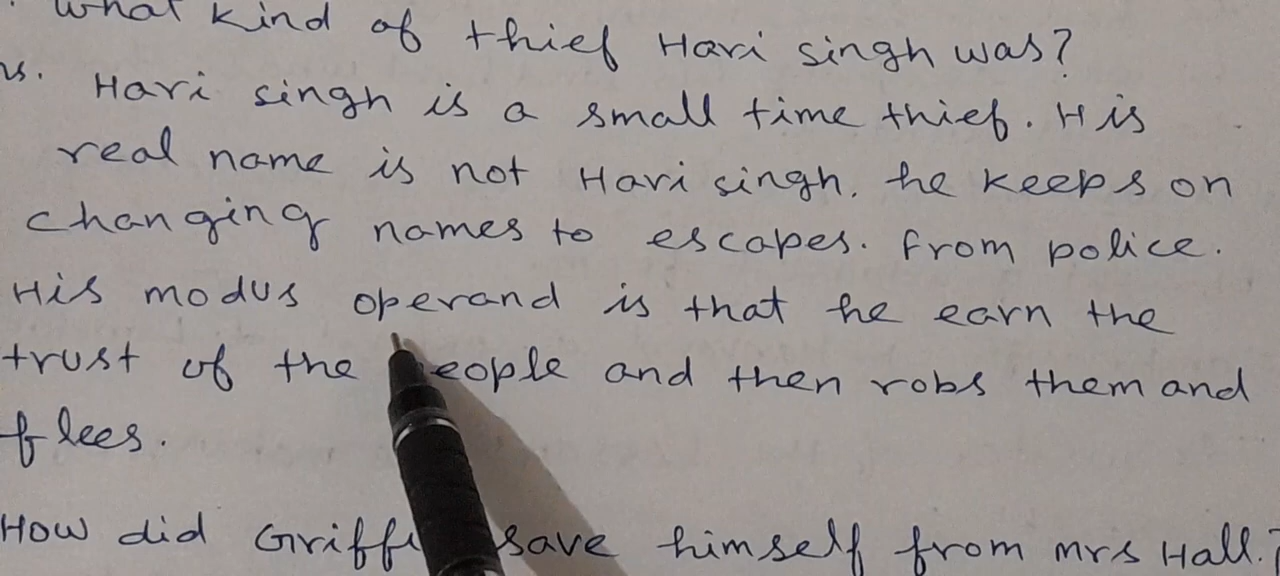 What kind of thief Hari singh was?
Hari singh is a small time thief. His
real name is not Hari singh. he keeps on
changing names to escapes. from police.
His modus operand is that he earn the
trust of the people and then robs them and
flees.
How did save himself from mrs Hall.?